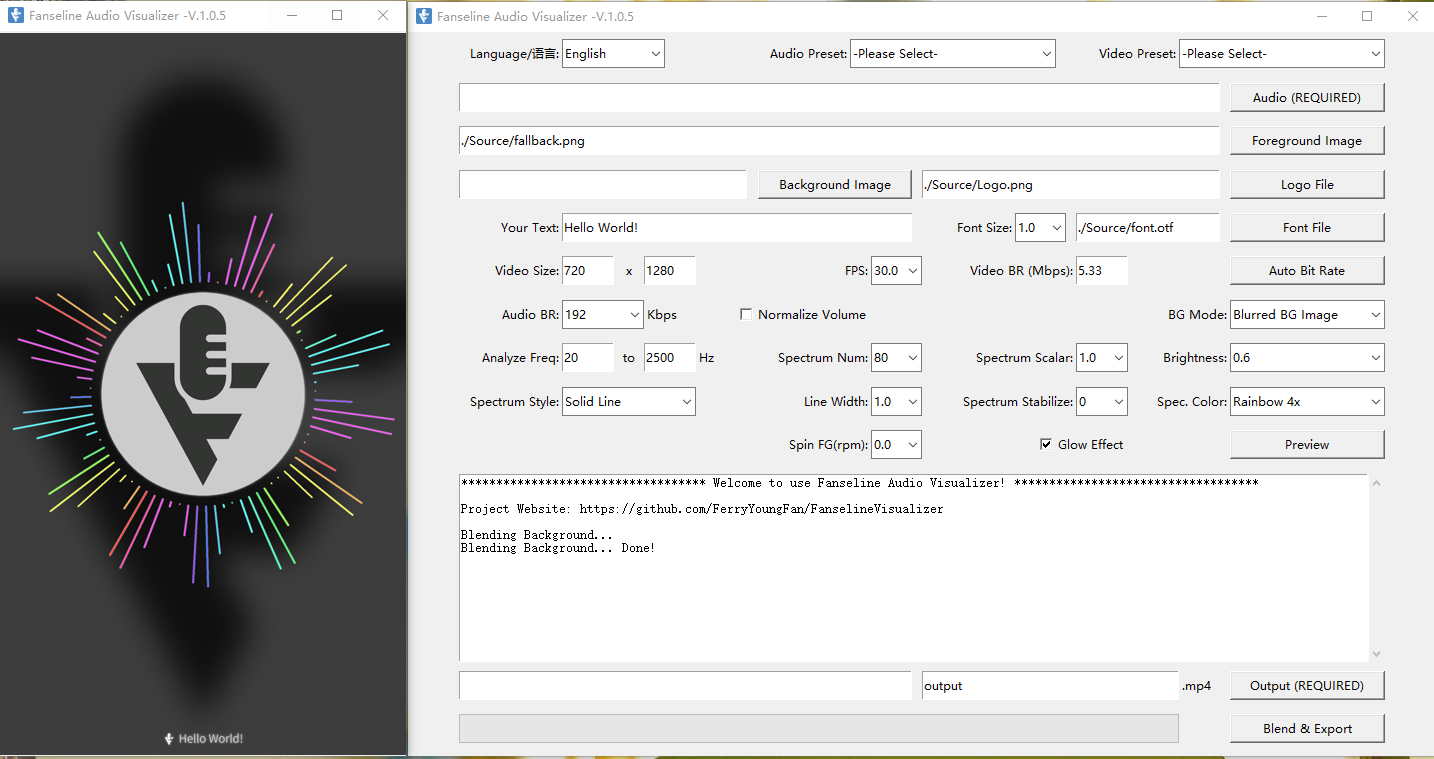 Fanseline Audio Visualizer -V.1.0.5
Hello World!
Fanseline Audio Visualizer -V.1.0.5
Language/语言: English Audio Preset: -Please Select- Video Preset: -Please Select-
Audio (REQUIRED)
./Source/fallback.png Foreground Image
Background Image ./Source/Logo.png Logo File
Your Text: Hello World! Font Size: 1.0 ./Source/font.otf Font File
Video Size: 720 x 1280 FPS: 30.0 Video BR (Mbps): 5.33 Auto Bit Rate
Audio BR: 192 Kbps Normalize Volume BG Mode: Blurred BG Image
Analyze Freq: 20 to 2500 Hz Spectrum Num: 80 Spectrum Scalar: 1.0 Brightness: 0.6
Spectrum Style: Solid Line Line Width: 1.0 Spectrum Stabilize: 0 Spec. Color: Rainbow 4x
Spin FG(rpm): 0.0 Glow Effect Preview
*********************************** Welcome to use Fanseline Audio Visualizer! ***********************************
Project Website: https://github.com/FerryYoungFan/FanselineVisualizer
Blending Background...
Blending Background... Done!
output .mp4 Output (REQUIRED)
Blend & Export